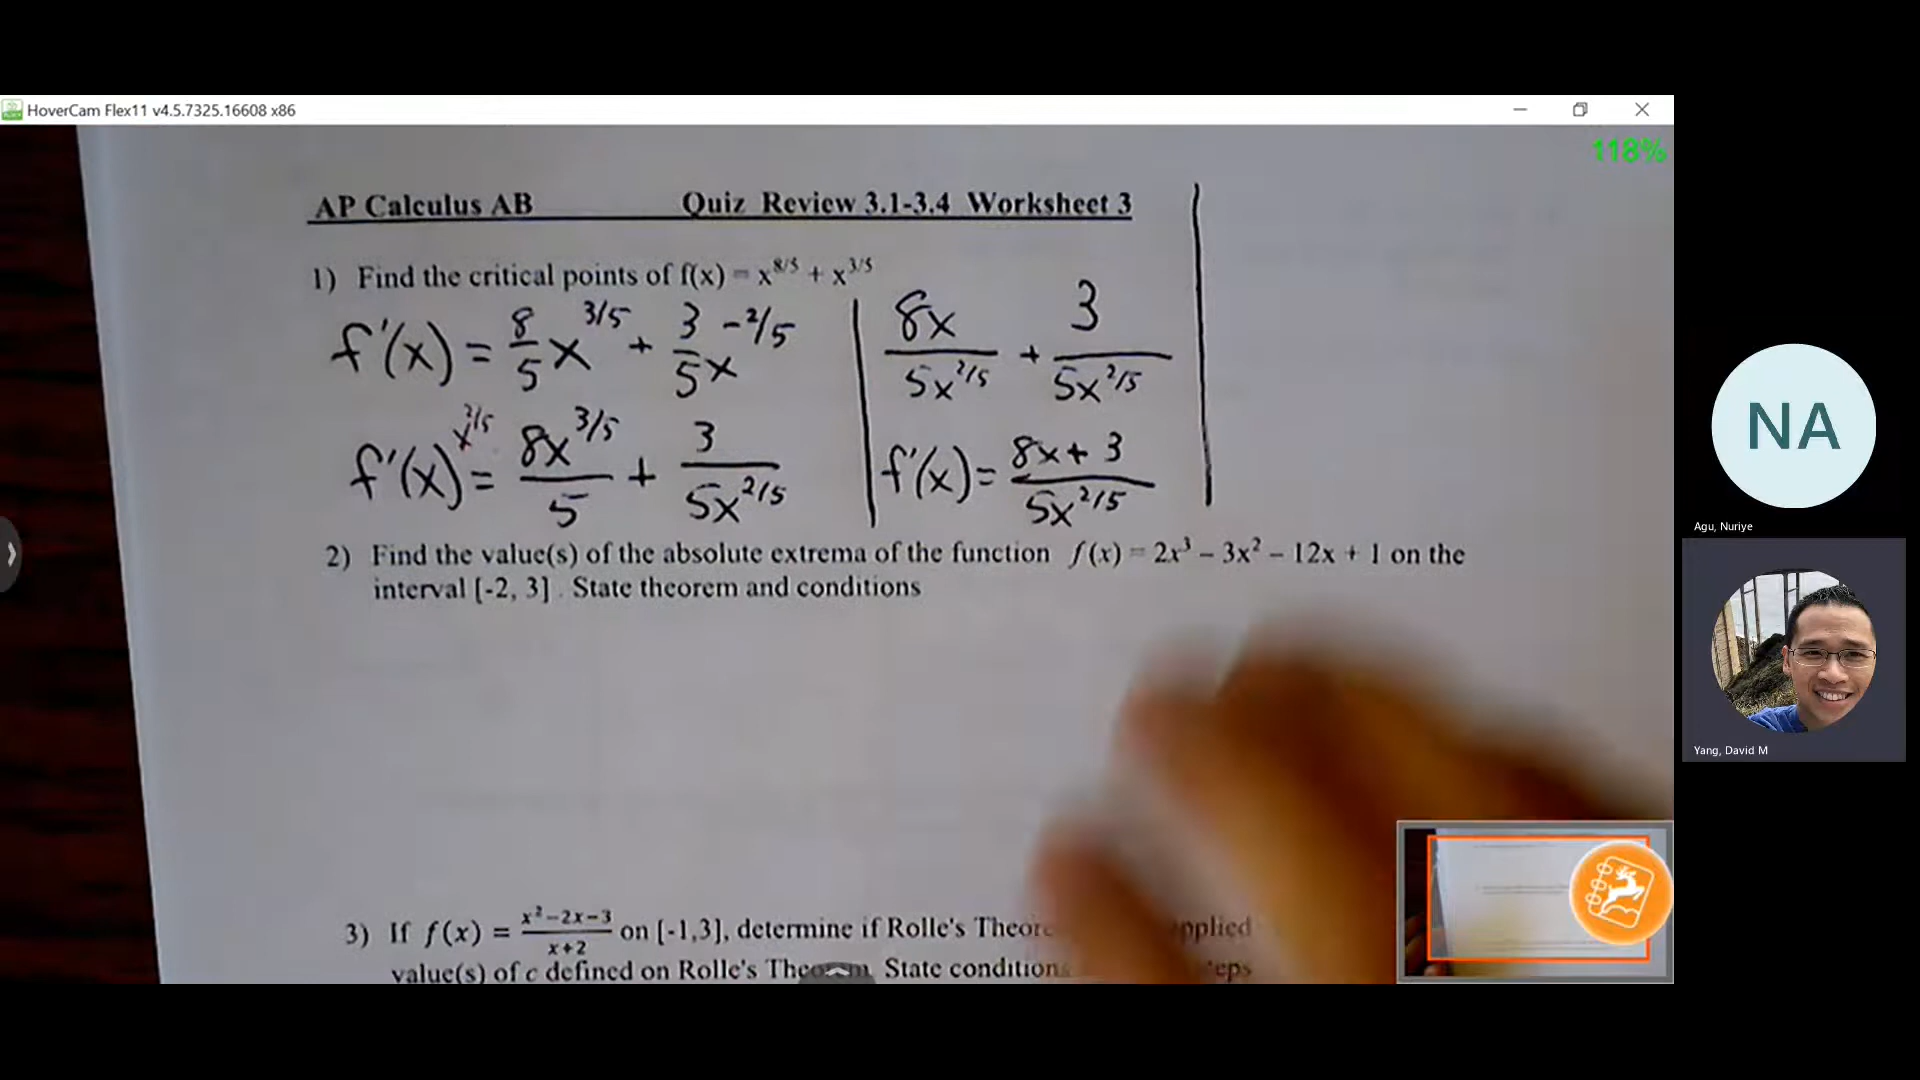 HoverCam Flex11 v4.5.7325.16608 x86
118%
AP Calculus AB Quiz Review 3.1-3.4 Worksheet 3
1) Find the critical points of f(x) = x^8/5 + x^3/5
f'(x) = 8/5 x^3/5 + 3/5 x^-2/5
8x/5x^2/5 + 3/5x^2/5
f'(x) = x^2/5 8x^3/5/5 + 3/5x^2/5
f'(x) = 8x + 3/5x^2/5
2) Find the value(s) of the absolute extrema of the function f(x) = 2x³ − 3x² − 12x + 1 on the
interval [-2, 3] . State theorem and conditions
3) If f(x) = x²−2x−3/x+2 on [-1,3], determine if Rolle's
value(s) of c defined on Rolle's State
NA
Agu, Nuriye
Yang, David M